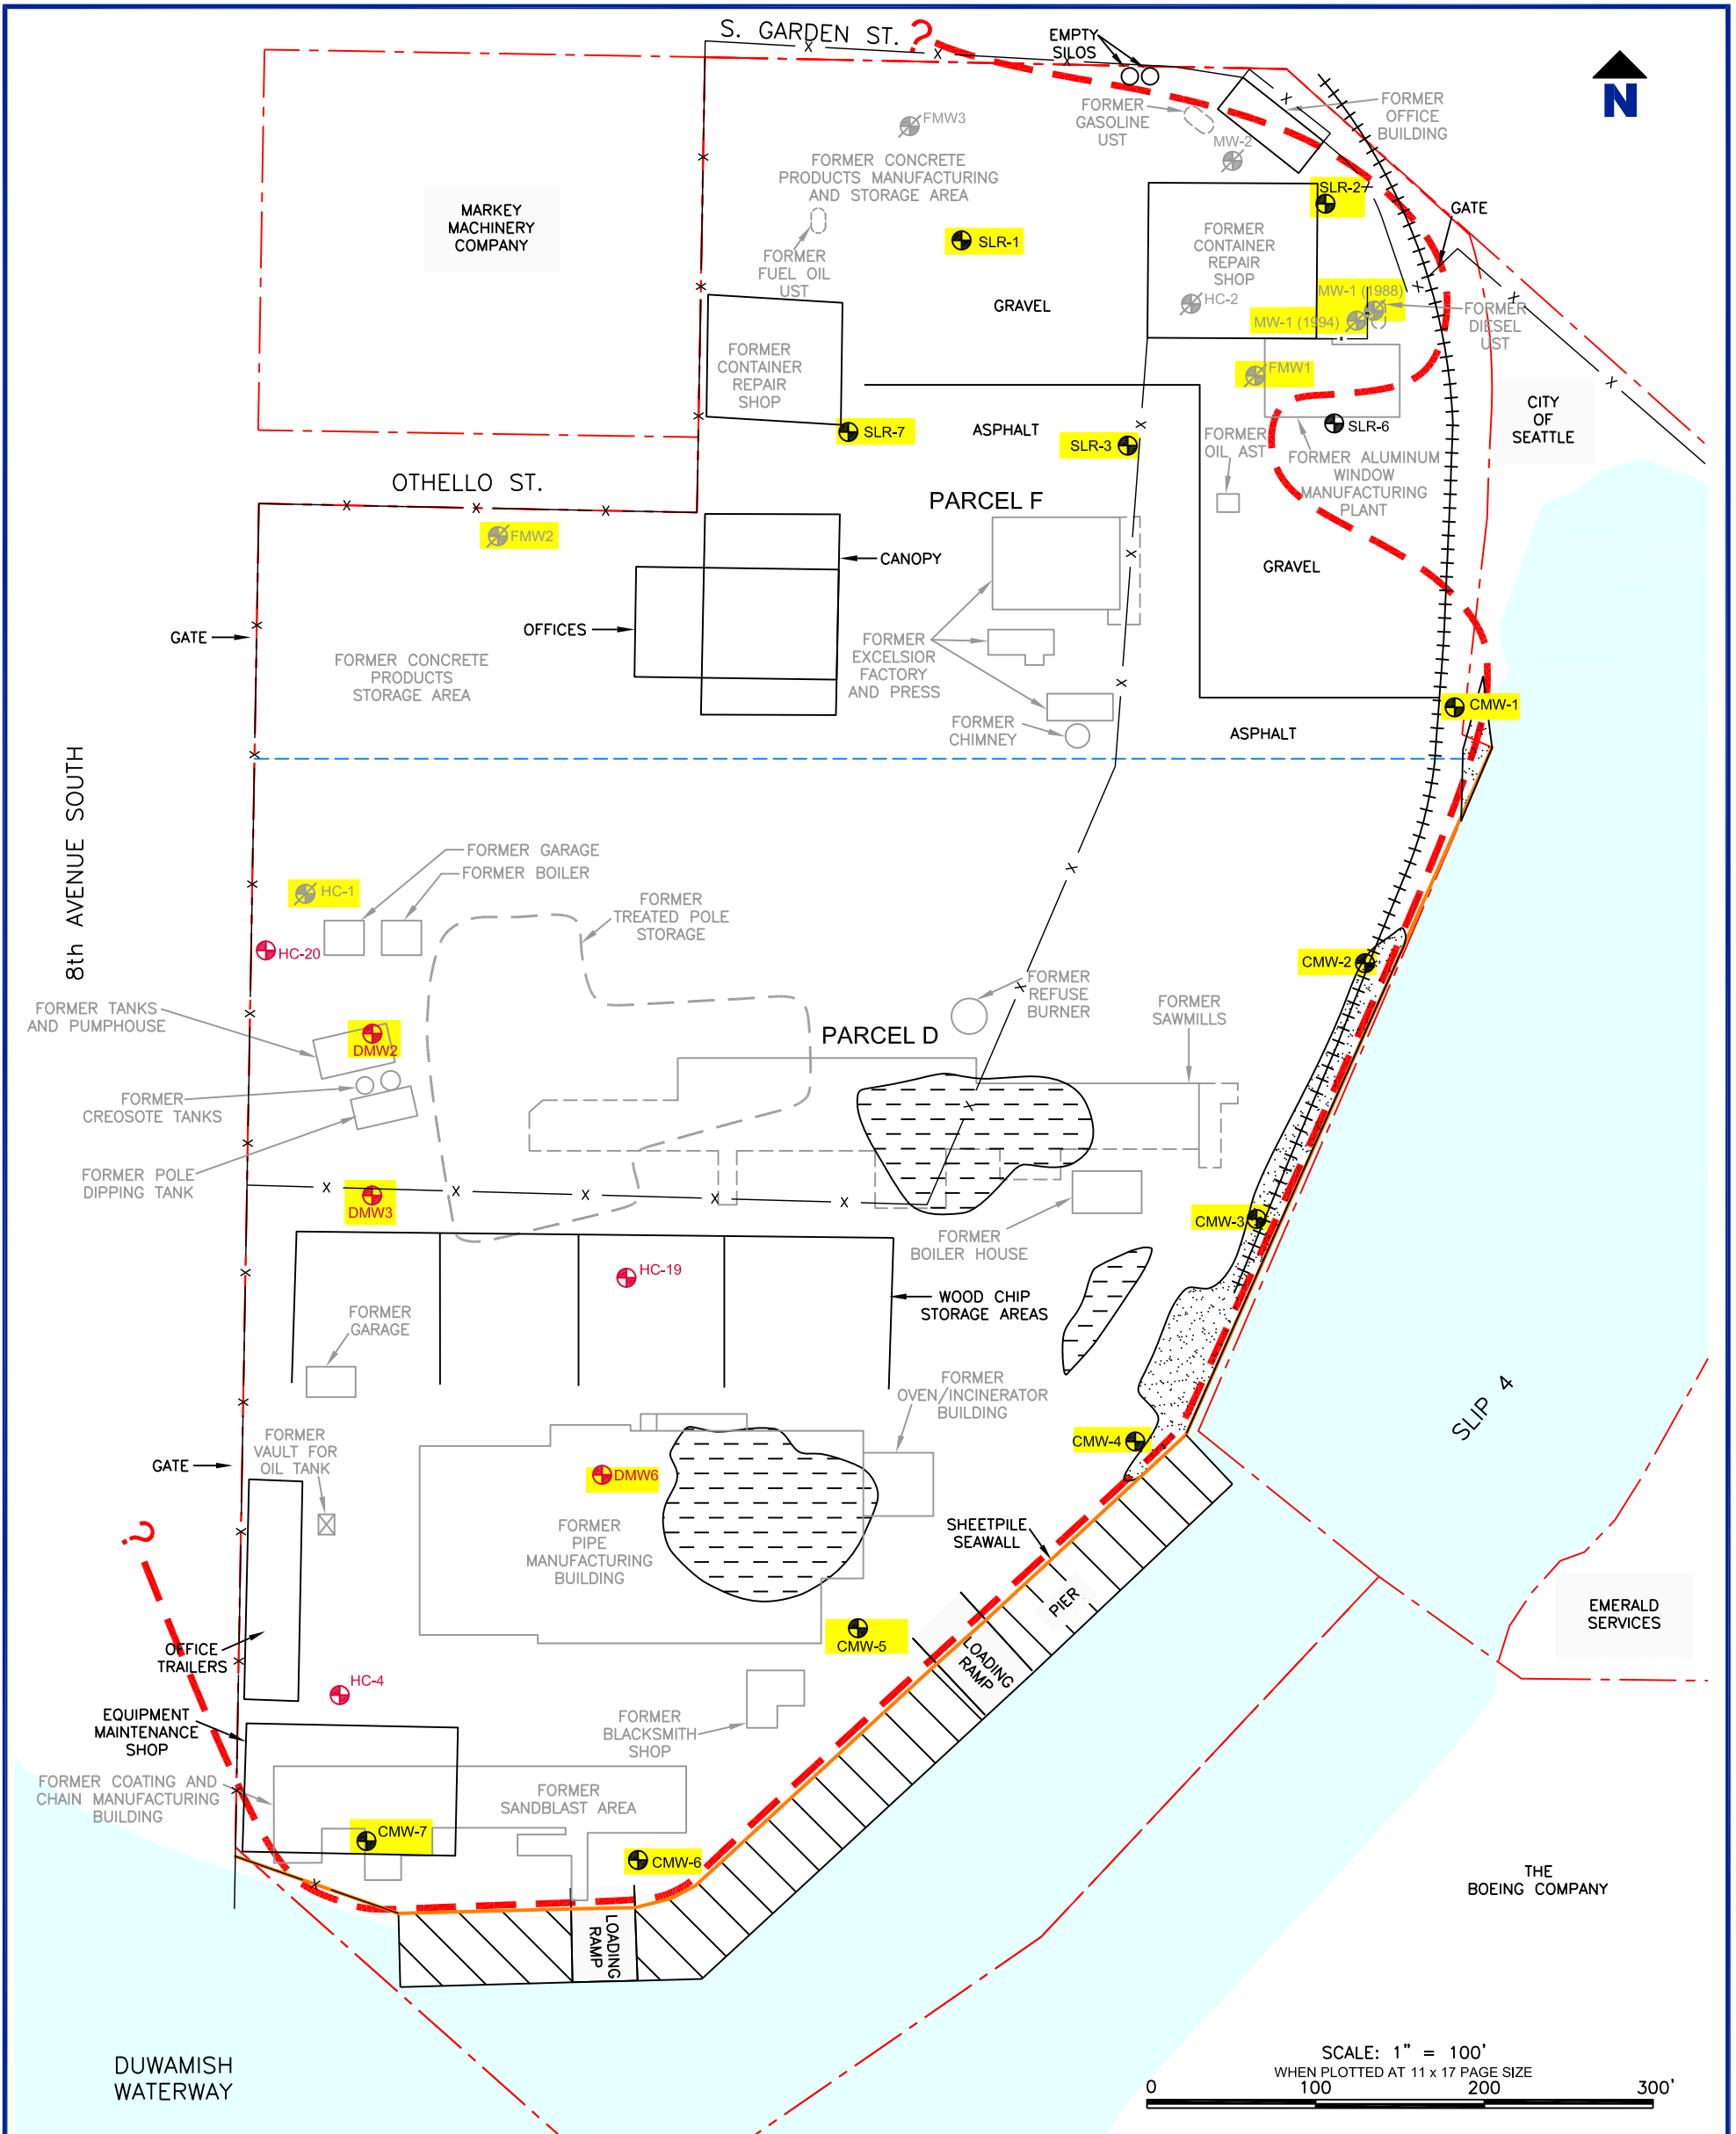 S. GARDEN ST.
?
EMPTY
SILOS
N
FORMER
OFFICE
BUILDING
FORMER
GASOLINE
UST
FMW3
MW-2
FORMER CONCRETE
PRODUCTS MANUFACTURING
AND STORAGE AREA
SLR-2
GATE
MARKEY
MACHINERY
COMPANY
SLR-1
FORMER
CONTAINER
REPAIR
SHOP
FORMER
FUEL OIL
UST
GRAVEL
HC-2
MW-1 (1988)
MW-1 (1994)
FORMER
DIESEL
UST
FORMER
CONTAINER
REPAIR
SHOP
FMW1
CITY
OF
SEATTLE
SLR-7
ASPHALT
SLR-3
SLR-6
FORMER
OIL AST
FORMER ALUMINUM
WINDOW
MANUFACTURING
PLANT
OTHELLO ST.
PARCEL F
FMW2
CANOPY
GRAVEL
OFFICES
GATE
FORMER
EXCELSIOR
FACTORY
AND PRESS
FORMER CONCRETE
PRODUCTS
STORAGE AREA
CMW-1
FORMER
CHIMNEY
ASPHALT
8th AVENUE SOUTH
FORMER GARAGE
FORMER BOILER
HC-1
FORMER
TREATED POLE
STORAGE
HC-20
CMW-2
FORMER
REFUSE
BURNER
FORMER
SAWMILLS
FORMER TANKS
AND PUMPHOUSE
DMW2
PARCEL D
FORMER
CREOSOTE TANKS
FORMER POLE
DIPPING TANK
DMW3
CMW-3
FORMER
BOILER HOUSE
HC-19
WOOD CHIP
STORAGE AREAS
FORMER
GARAGE
FORMER
OVEN/INCINERATOR
BUILDING
SLIP 4
FORMER
VAULT FOR
OIL TANK
CMW-4
GATE
DMW6
?
SHEETPILE
SEAWALL
FORMER
PIPE
MANUFACTURING
BUILDING
PIER
EMERALD
SERVICES
CMW-5
OFFICE
TRAILERS
LOADING
RAMP
HC-4
EQUIPMENT
MAINTENANCE
SHOP
FORMER
BLACKSMITH
SHOP
FORMER COATING AND
CHAIN MANUFACTURING
BUILDING
FORMER
SANDBLAST AREA
CMW-7
CMW-6
THE
BOEING COMPANY
LOADING
RAMP
DUWAMISH
WATERWAY
SCALE: 1" = 100'
WHEN PLOTTED AT 11 x 17 PAGE SIZE
0 100 200 300'